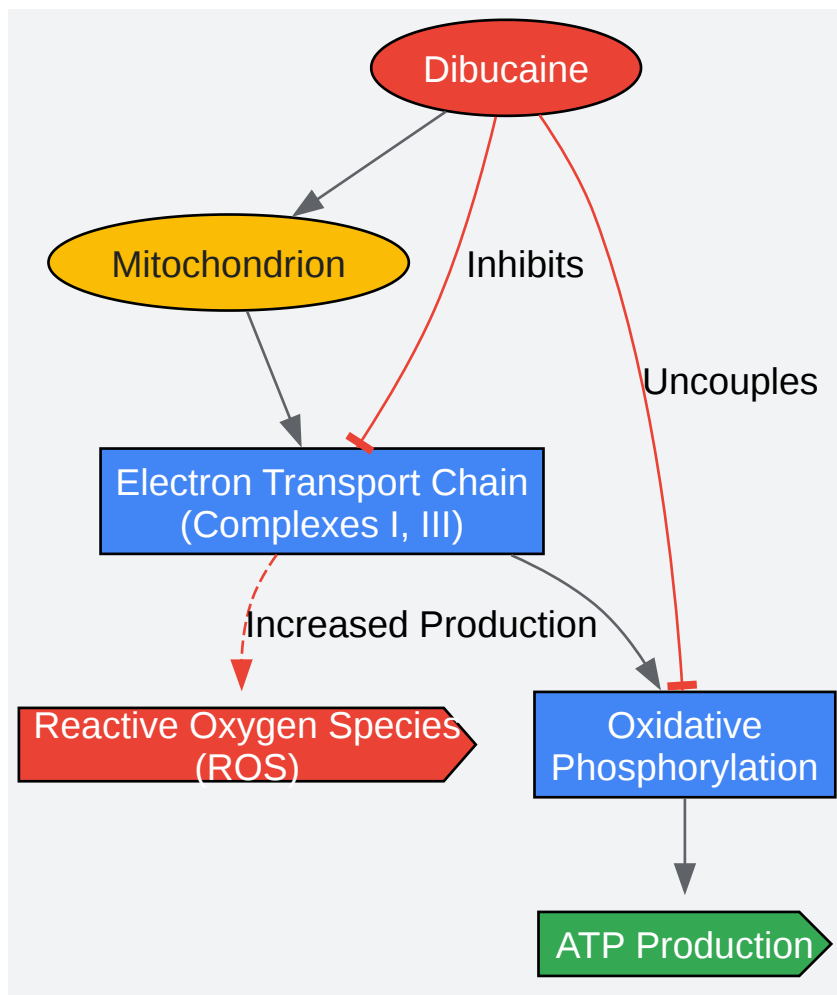 Dibucaine
Mitochondrion
Inhibits
Uncouples
Electron Transport Chain
(Complexes I, III)
Increased Production
Reactive Oxygen Species
(ROS)
Oxidative
Phosphorylation
ATP Production